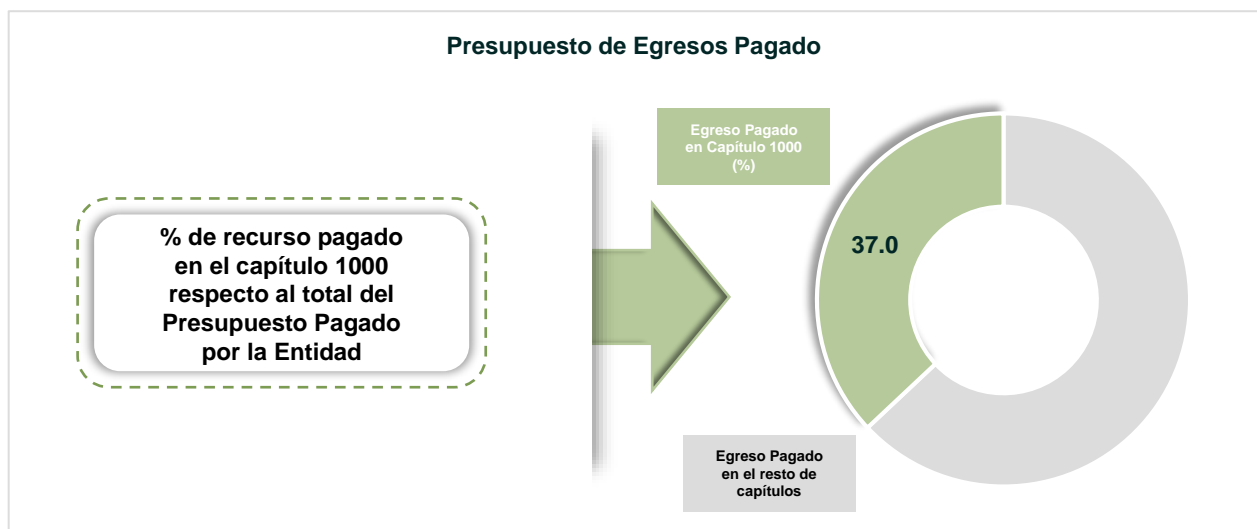 Presupuesto de Egresos Pagado
Egreso Pagado
en Capítulo 1000
(%)
% de recurso pagado
en el capítulo 1000
respecto al total del
Presupuesto Pagado
por la Entidad
37.0
Egreso Pagado
en el resto de
capítulos